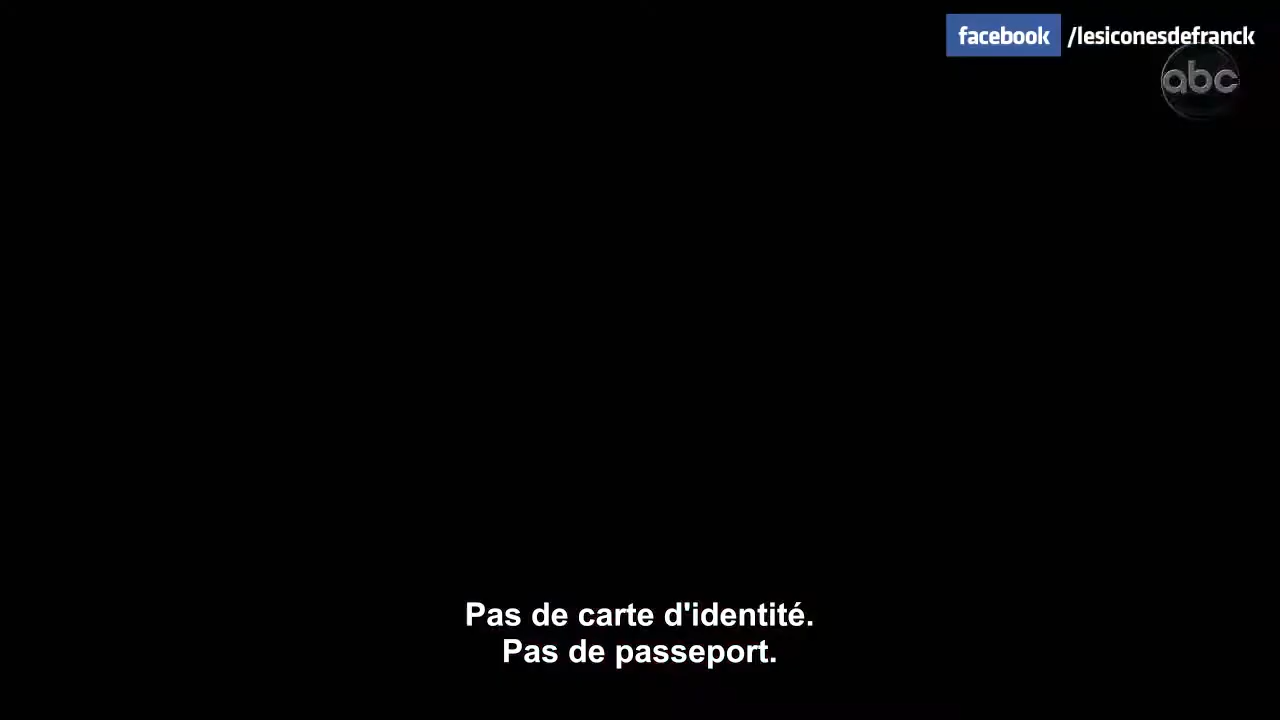 facebook /lesiconesdefranck
abc
Pas de carte d'identité.
Pas de passeport.